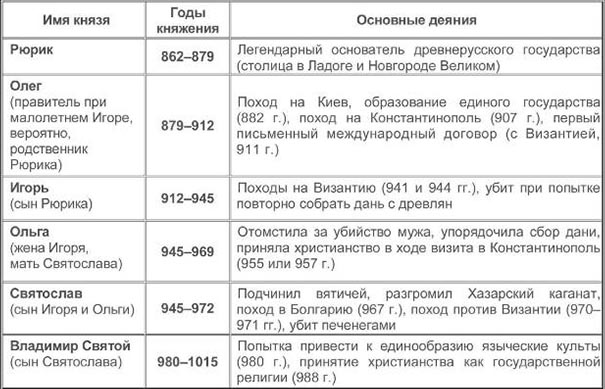 Имя князя
Годы
княжения
Основные деяния
Рюрик
862–879
Легендарный основатель древнерусского государства
(столица в Ладоге и Новгороде Великом)
Олег
(правитель при
малолетнем Игоре,
вероятно,
родственник
Рюрика)
879–912
Поход на Киев, образование единого государства
(882 г.), поход на Константинополь (907 г.), первый
письменный международный договор (с Византией,
911 г.)
Игорь
(сын Рюрика)
912–945
Походы на Византию (941 и 944 гг.), убит при попытке
повторно собрать дань с древлян
Ольга
(жена Игоря,
мать Святослава)
945–969
Отомстила за убийство мужа, упорядочила сбор дани,
приняла христианство в ходе визита в Константинополь
(955 или 957 г.)
Святослав
(сын Игоря и Ольги)
945–972
Подчинил вятичей, разгромил Хазарский каганат,
поход в Болгарию (967 г.), поход против Византии (970–
971 гг.), убит печенегами
Владимир Святой
(сын Святослава)
980–1015
Попытка привести к единообразию языческие культы
(980 г.), принятие христианства как государственной
религии (988 г.)